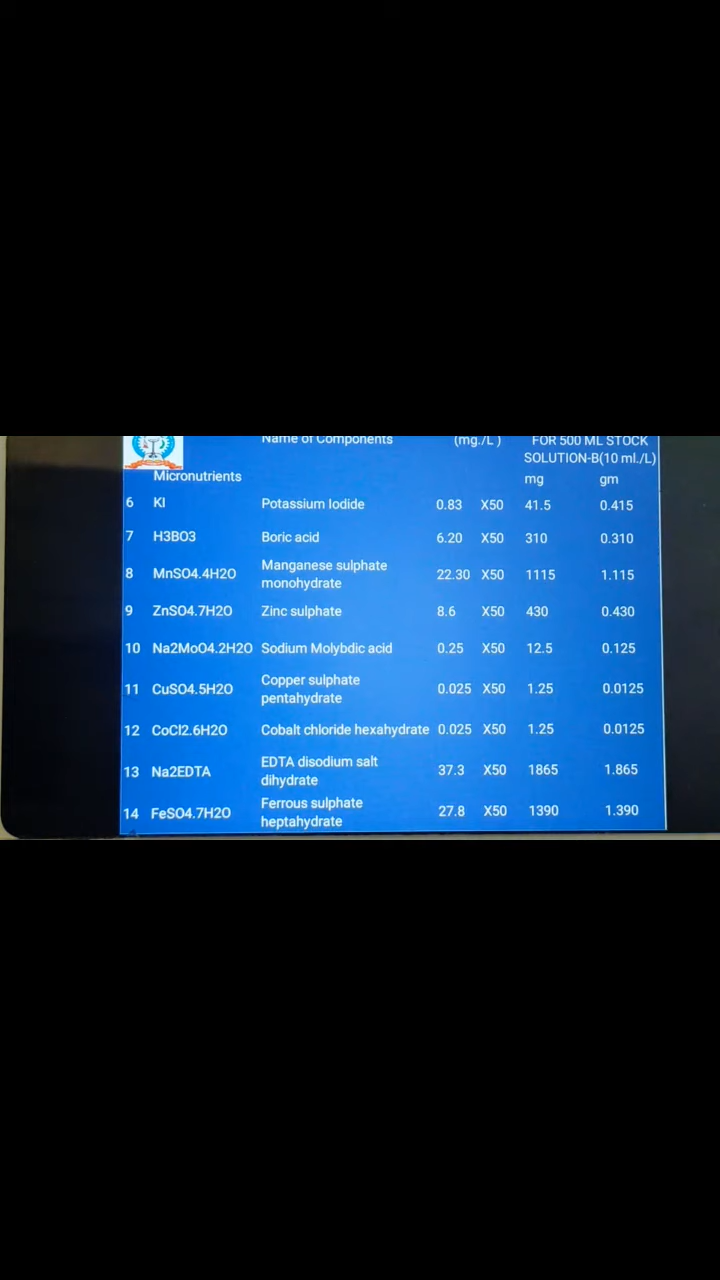 Name of Components (mg./L ) FOR 500 ML STOCK
SOLUTION-B(10 ml./L)
Micronutrients mg gm
6 KI Potassium Iodide 0.83 X50 41.5 0.415
7 H3BO3 Boric acid 6.20 X50 310 0.310
8 MnSO4.4H2O Manganese sulphate monohydrate 22.30 X50 1115 1.115
9 ZnSO4.7H2O Zinc sulphate 8.6 X50 430 0.430
10 Na2MoO4.2H2O Sodium Molybdic acid 0.25 X50 12.5 0.125
11 CuSO4.5H2O Copper sulphate pentahydrate 0.025 X50 1.25 0.0125
12 CoCl2.6H2O Cobalt chloride hexahydrate 0.025 X50 1.25 0.0125
13 Na2EDTA EDTA disodium salt dihydrate 37.3 X50 1865 1.865
14 FeSO4.7H2O Ferrous sulphate heptahydrate 27.8 X50 1390 1.390